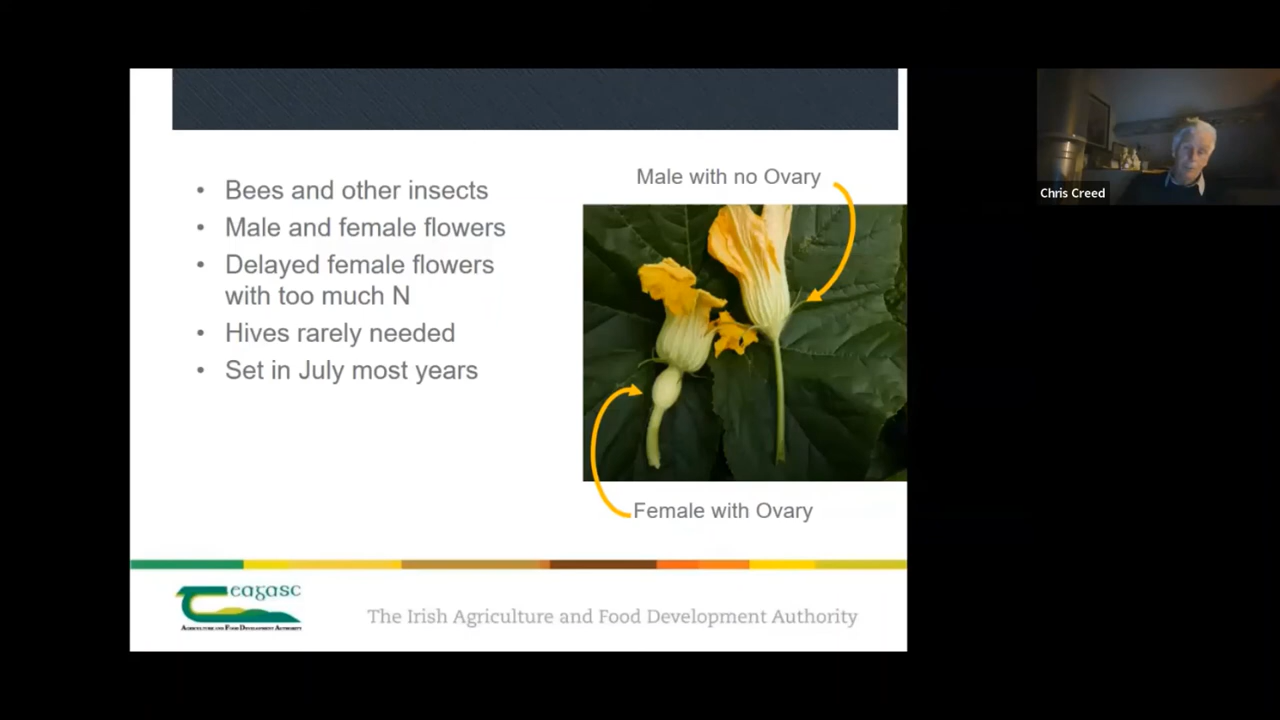 • Bees and other insects
• Male and female flowers
• Delayed female flowers
with too much N
• Hives rarely needed
• Set in July most years
Male with no Ovary
Female with Ovary
Chris Creed
eagasc
AGRICULTURE AND FOOD DEVELOPMENT AUTHORITY
The Irish Agriculture and Food Development Authority